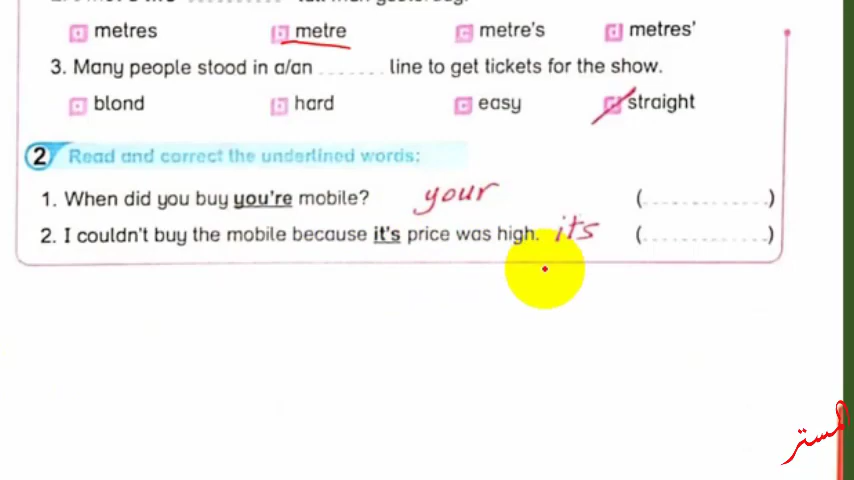 a metres b metre c metre's d metres'
3. Many people stood in a/an ....... line to get tickets for the show.
a blond b hard c easy d straight
2 Read and correct the underlined words:
1. When did you buy you're mobile? your (..............)
2. I couldn't buy the mobile because it's price was high. its (..............)
المستر